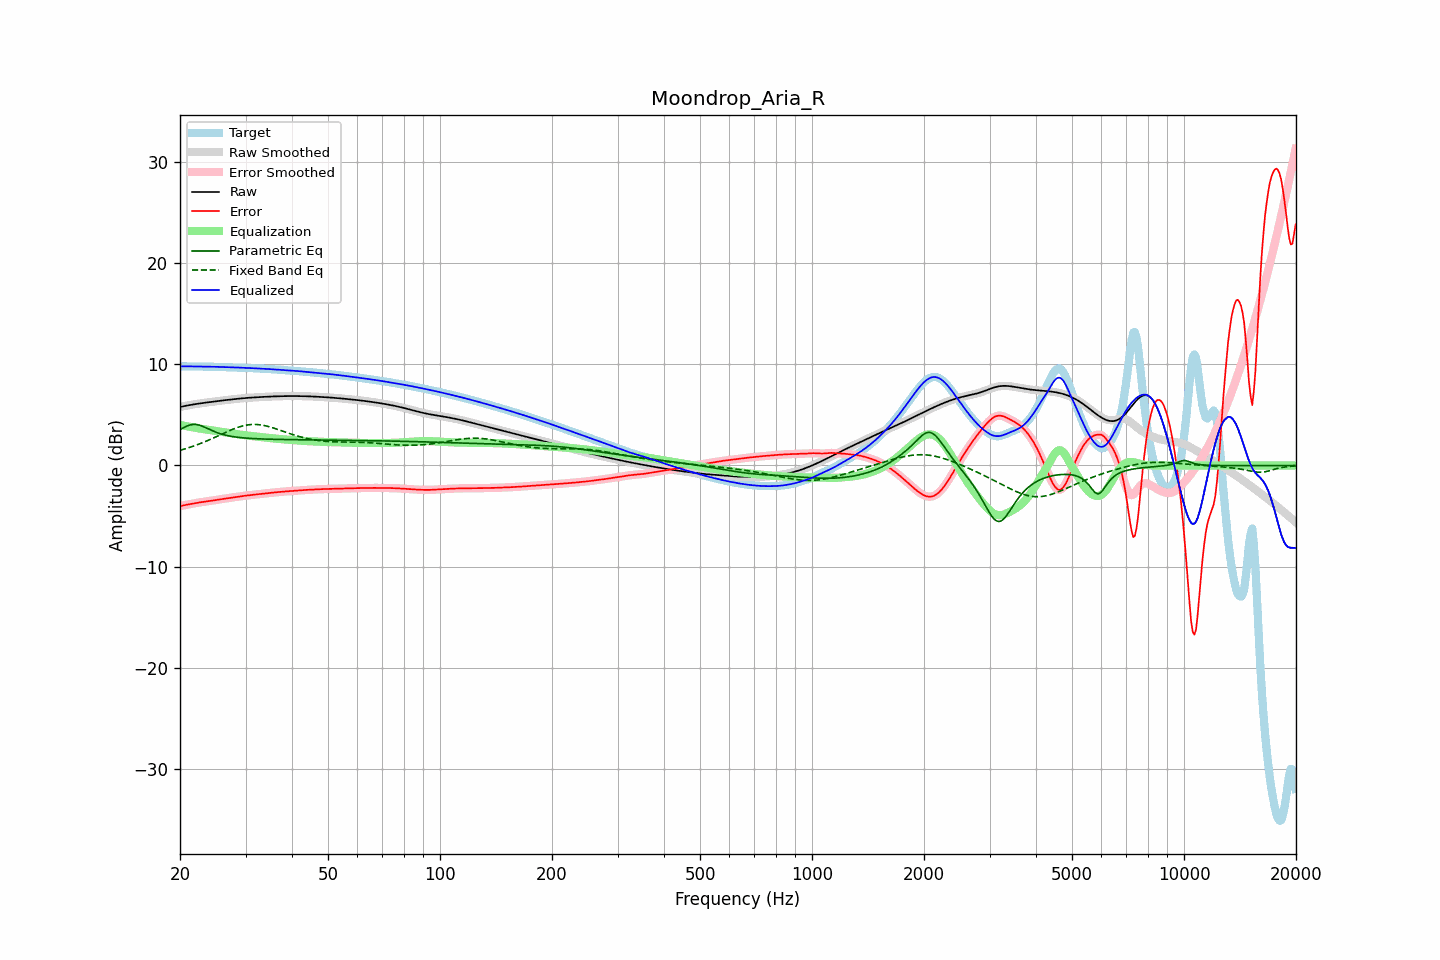 Moondrop_Aria_R
Target
Raw Smoothed
Error Smoothed
Raw
Error
Equalization
Parametric Eq
Fixed Band Eq
Equalized
Amplitude (dBr)
30
20
10
0
−10
−20
−30
20 50 100 200 500 1000 2000 5000 10000 20000
Frequency (Hz)